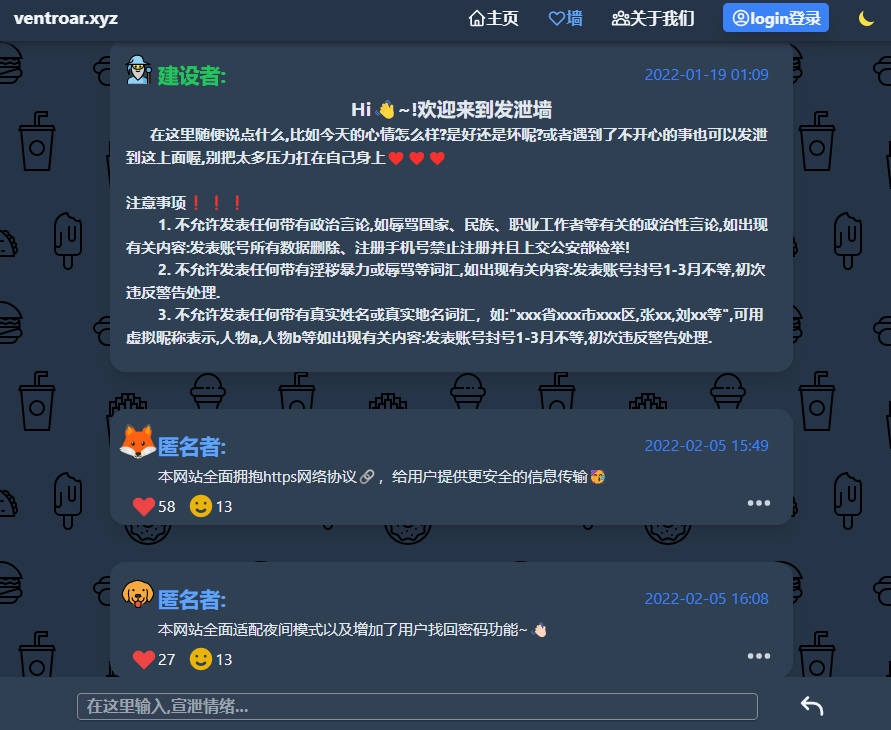 ventroar.xyz 主页 墙 关于我们 login登录
建设者: 2022-01-19 01:09
Hi 👋~!欢迎来到发泄墙
在这里随便说点什么,比如今天的心情怎么样?是好还是坏呢?或者遇到了不开心的事也可以发泄
到这上面喔,别把太多压力扛在自己身上❤️❤️❤️
注意事项❗❗❗
1. 不允许发表任何带有政治言论,如辱骂国家、民族、职业工作者等有关的政治性言论,如出现
有关内容:发表账号所有数据删除、注册手机号禁止注册并且上交公安部检举!
2. 不允许发表任何带有淫秽暴力或辱骂等词汇,如出现有关内容:发表账号封号1-3月不等,初次
违反警告处理.
3. 不允许发表任何带有真实姓名或真实地名词汇，如:"xxx省xxx市xxx区,张xx,刘xx等",可用
虚拟昵称表示,人物a,人物b等如出现有关内容:发表账号封号1-3月不等,初次违反警告处理.
匿名者: 2022-02-05 15:49
本网站全面拥抱https网络协议🔗，给用户提供更安全的信息传输🥳
58 13
匿名者: 2022-02-05 16:08
本网站全面适配夜间模式以及增加了用户找回密码功能~👏🏻
27 13
在这里输入,宣泄情绪...